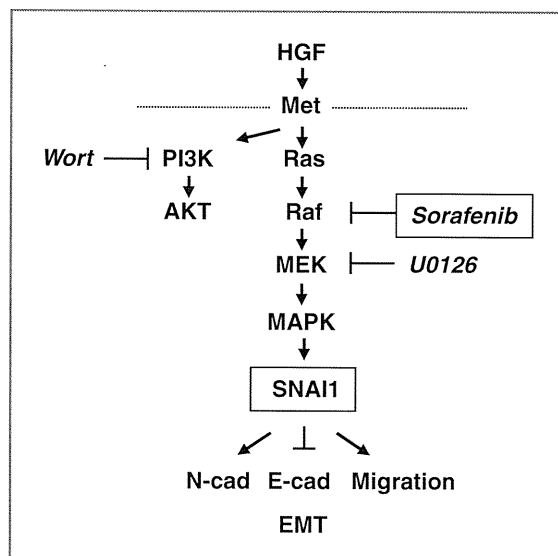 HGF
Met
Wort PI3K Ras
AKT Raf Sorafenib
MEK U0126
MAPK
SNAI1
N-cad E-cad Migration
EMT